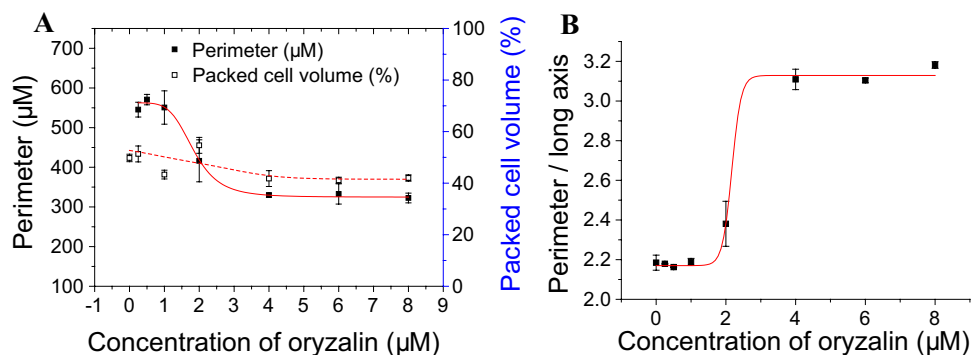 A
Perimeter (µM)
Packed cell volume (%)
Perimeter (µM)
750
700
600
500
400
300
200
100
-1 0 1 2 3 4 5 6 7 8 9
Concentration of oryzalin (µM)
100
80
60
40
20
0
Packed cell volume (%)
B
Perimeter / long axis
3.2
3.0
2.8
2.6
2.4
2.2
2.0
0 2 4 6 8
Concentration of oryzalin (µM)